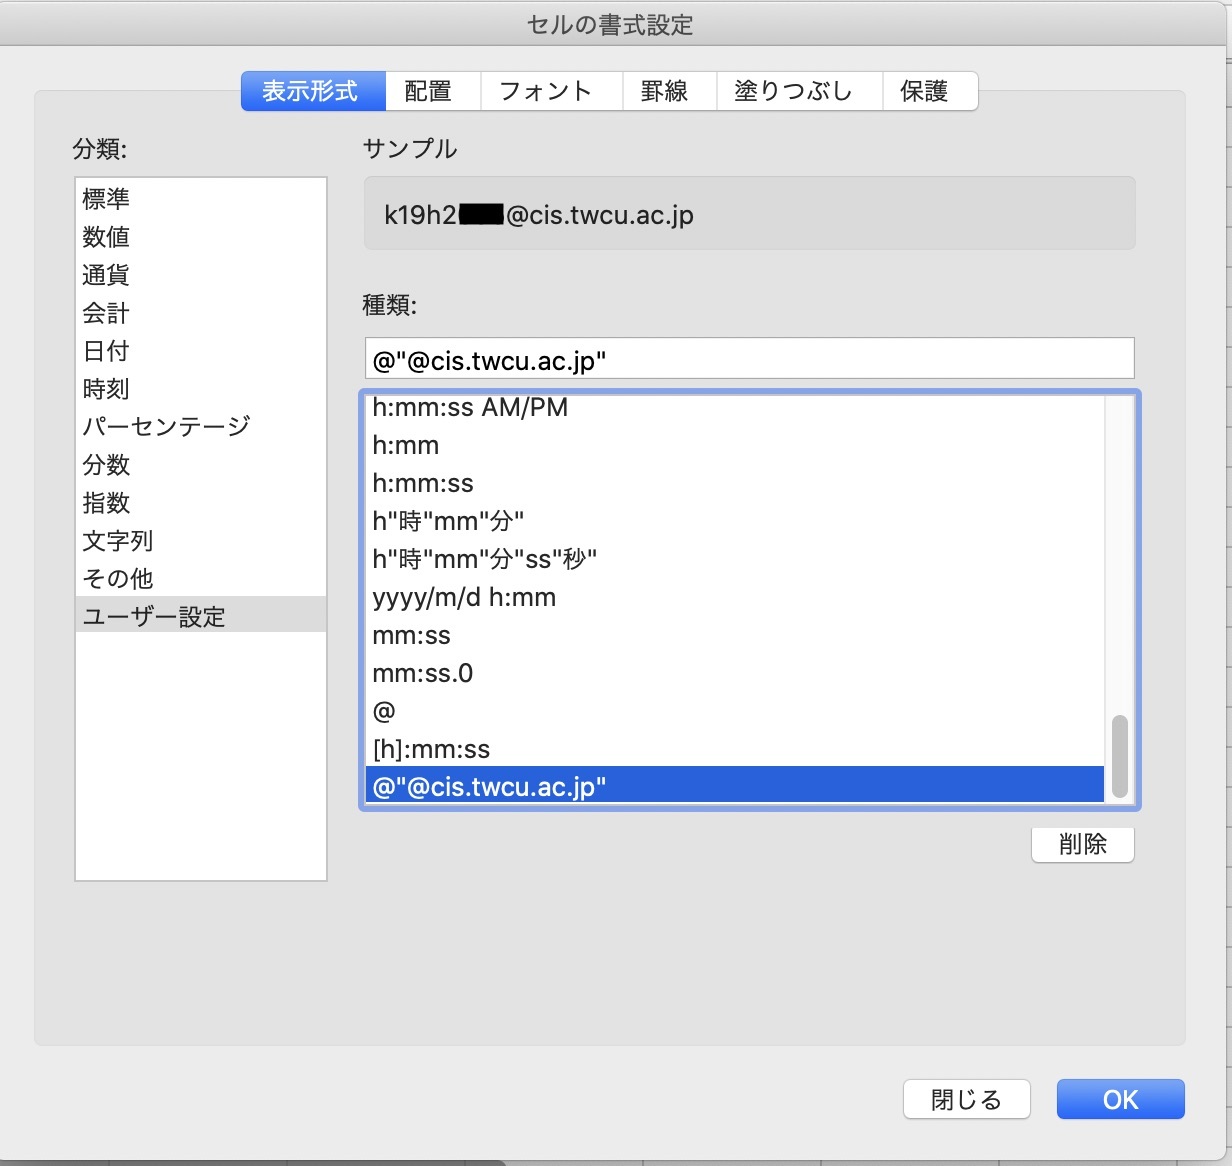 セルの書式設定
表示形式 配置 フォント 罫線 塗りつぶし 保護
分類:
標準
数値
通貨
会計
日付
時刻
パーセンテージ
分数
指数
文字列
その他
ユーザー設定
サンプル
k19h2 @cis.twcu.ac.jp
種類:
@"@cis.twcu.ac.jp"
h:mm:ss AM/PM
h:mm
h:mm:ss
h"時"mm"分"
h"時"mm"分"ss"秒"
yyyy/m/d h:mm
mm:ss
mm:ss.0
@
[h]:mm:ss
@"@cis.twcu.ac.jp"
削除
閉じる OK